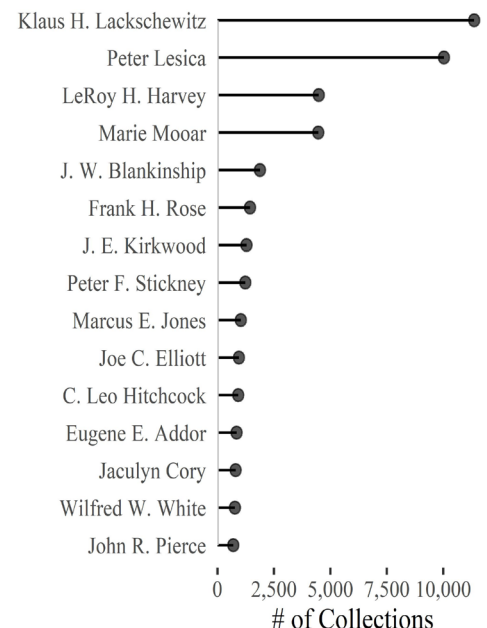 Klaus H. Lackschewitz
Peter Lesica
LeRoy H. Harvey
Marie Mooar
J. W. Blankinship
Frank H. Rose
J. E. Kirkwood
Peter F. Stickney
Marcus E. Jones
Joe C. Elliott
C. Leo Hitchcock
Eugene E. Addor
Jaculyn Cory
Wilfred W. White
John R. Pierce
0 2,500 5,000 7,500 10,000
# of Collections